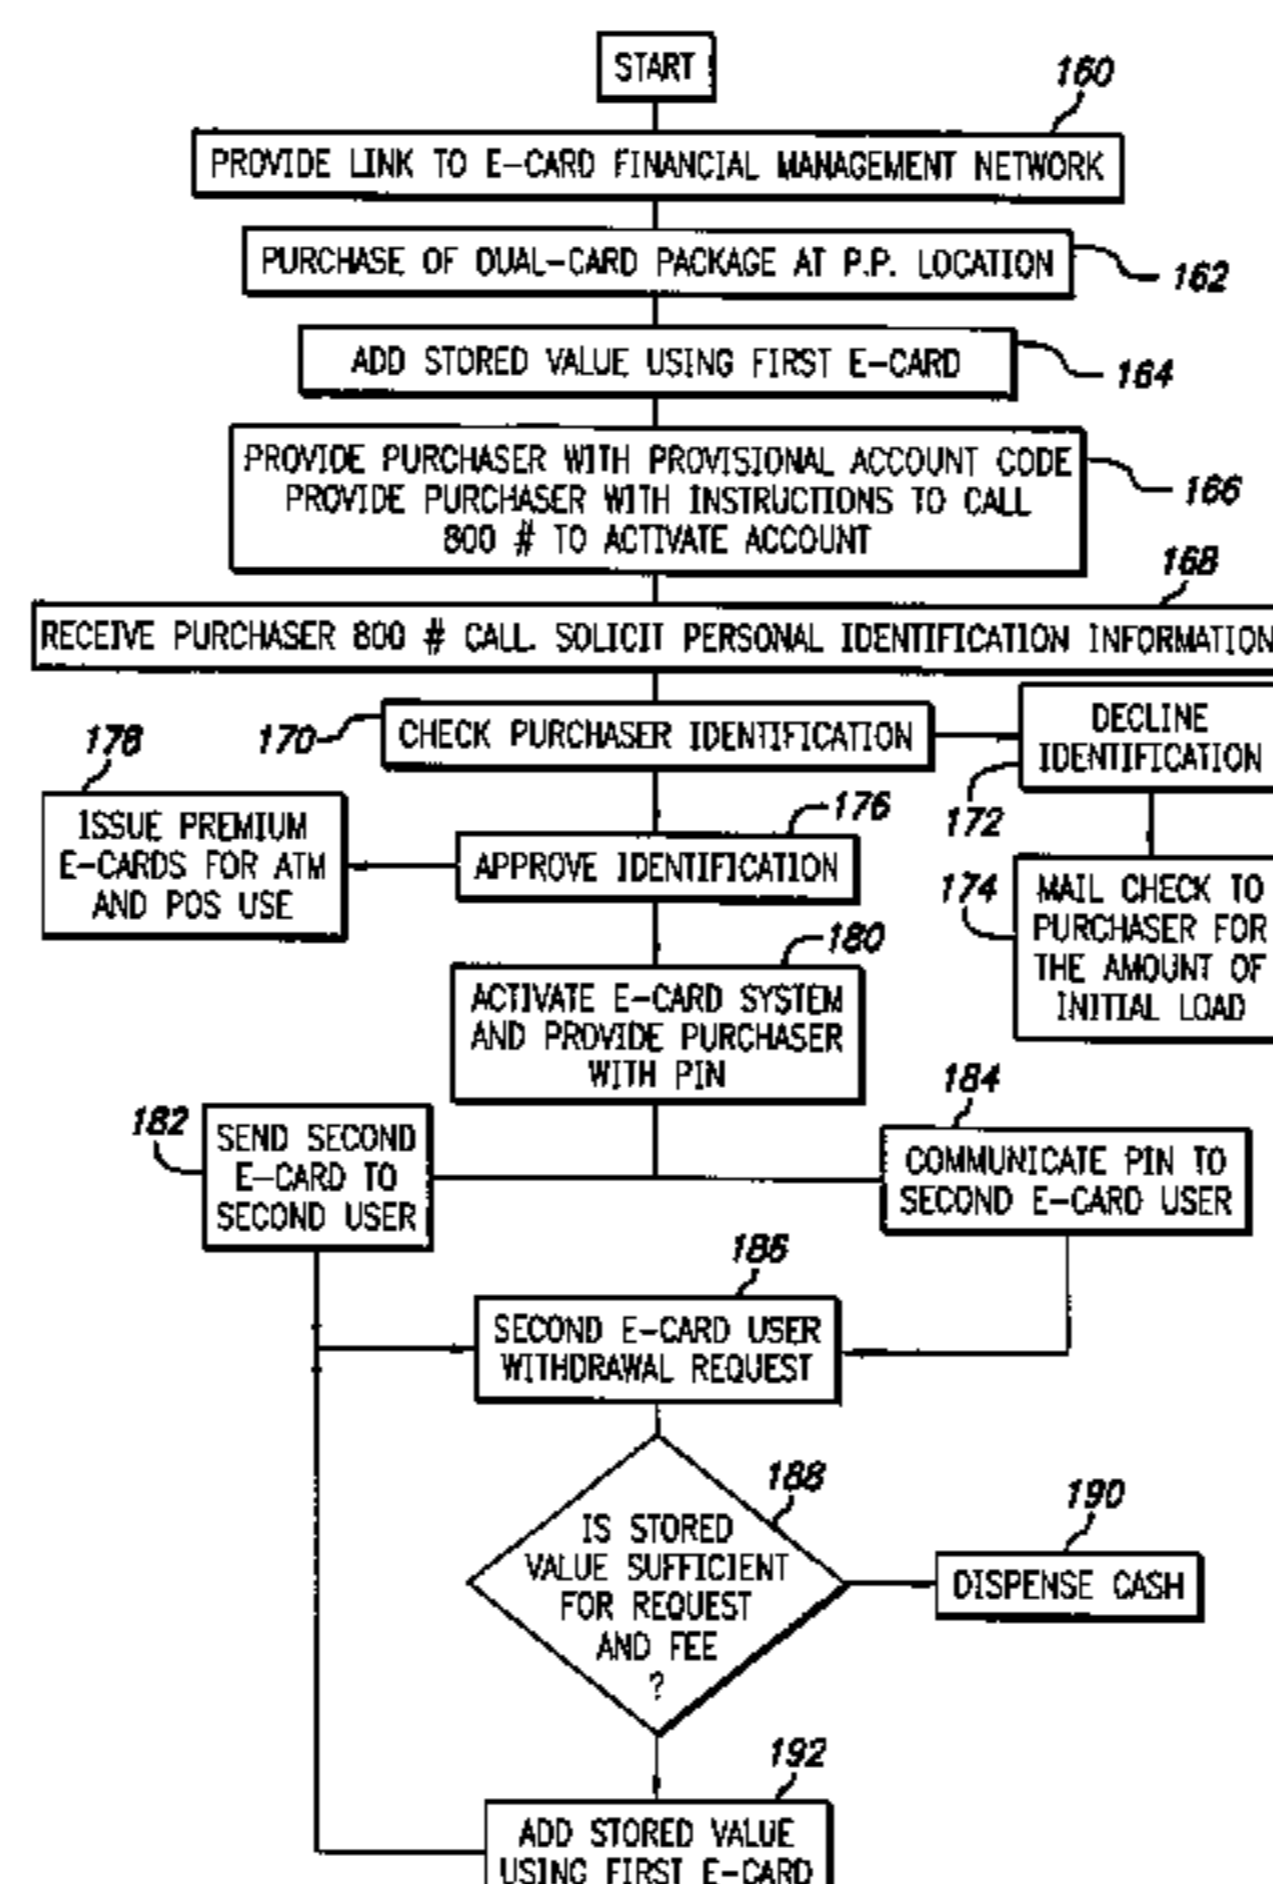 START
160
PROVIDE LINK TO E-CARD FINANCIAL MANAGEMENT NETWORK
PURCHASE OF DUAL-CARD PACKAGE AT P.P. LOCATION
162
ADD STORED VALUE USING FIRST E-CARD
164
PROVIDE PURCHASER WITH PROVISIONAL ACCOUNT CODE
PROVIDE PURCHASER WITH INSTRUCTIONS TO CALL
800 # TO ACTIVATE ACCOUNT
166
168
RECEIVE PURCHASER 800 # CALL. SOLICIT PERSONAL IDENTIFICATION INFORMATION
170
CHECK PURCHASER IDENTIFICATION
DECLINE
IDENTIFICATION
172
178
ISSUE PREMIUM
E-CARDS FOR ATM
AND POS USE
176
APPROVE IDENTIFICATION
174
MAIL CHECK TO
PURCHASER FOR
THE AMOUNT OF
INITIAL LOAD
180
ACTIVATE E-CARD SYSTEM
AND PROVIDE PURCHASER
WITH PIN
182
SEND SECOND
E-CARD TO
SECOND USER
184
COMMUNICATE PIN TO
SECOND E-CARD USER
186
SECOND E-CARD USER
WITHDRAWAL REQUEST
188
IS STORED
VALUE SUFFICIENT
FOR REQUEST
AND FEE
?
190
DISPENSE CASH
192
ADD STORED VALUE
USING FIRST E-CARD